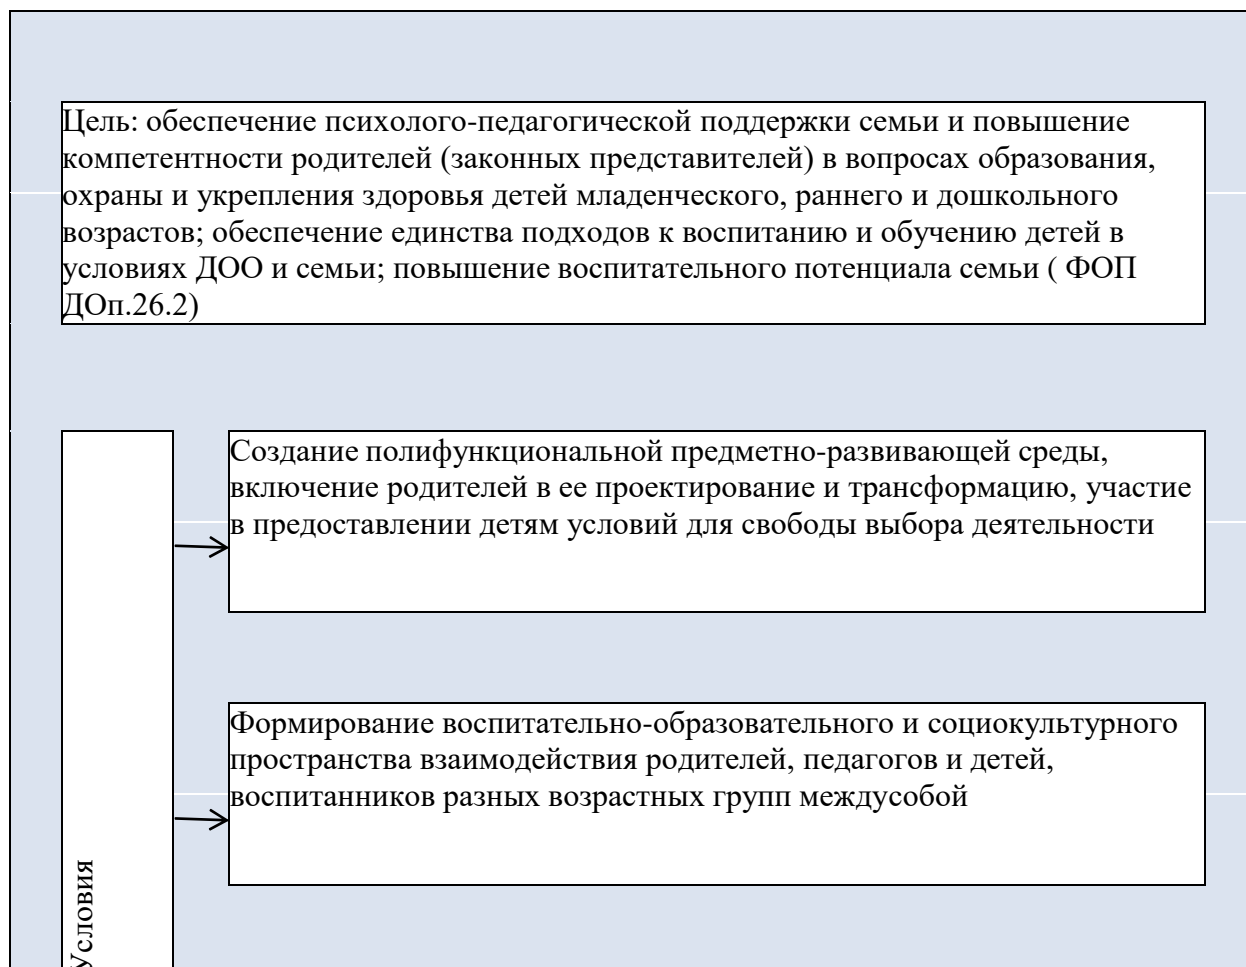 Цель: обеспечение психолого-педагогической поддержки семьи и повышение
компетентности родителей (законных представителей) в вопросах образования,
охраны и укрепления здоровья детей младенческого, раннего и дошкольного
возрастов; обеспечение единства подходов к воспитанию и обучению детей в
условиях ДОО и семьи; повышение воспитательного потенциала семьи ( ФОП
ДОп.26.2)
Условия
Создание полифункциональной предметно-развивающей среды,
включение родителей в ее проектирование и трансформацию, участие
в предоставлении детям условий для свободы выбора деятельности
Формирование воспитательно-образовательного и социокультурного
пространства взаимодействия родителей, педагогов и детей,
воспитанников разных возрастных групп междусобой